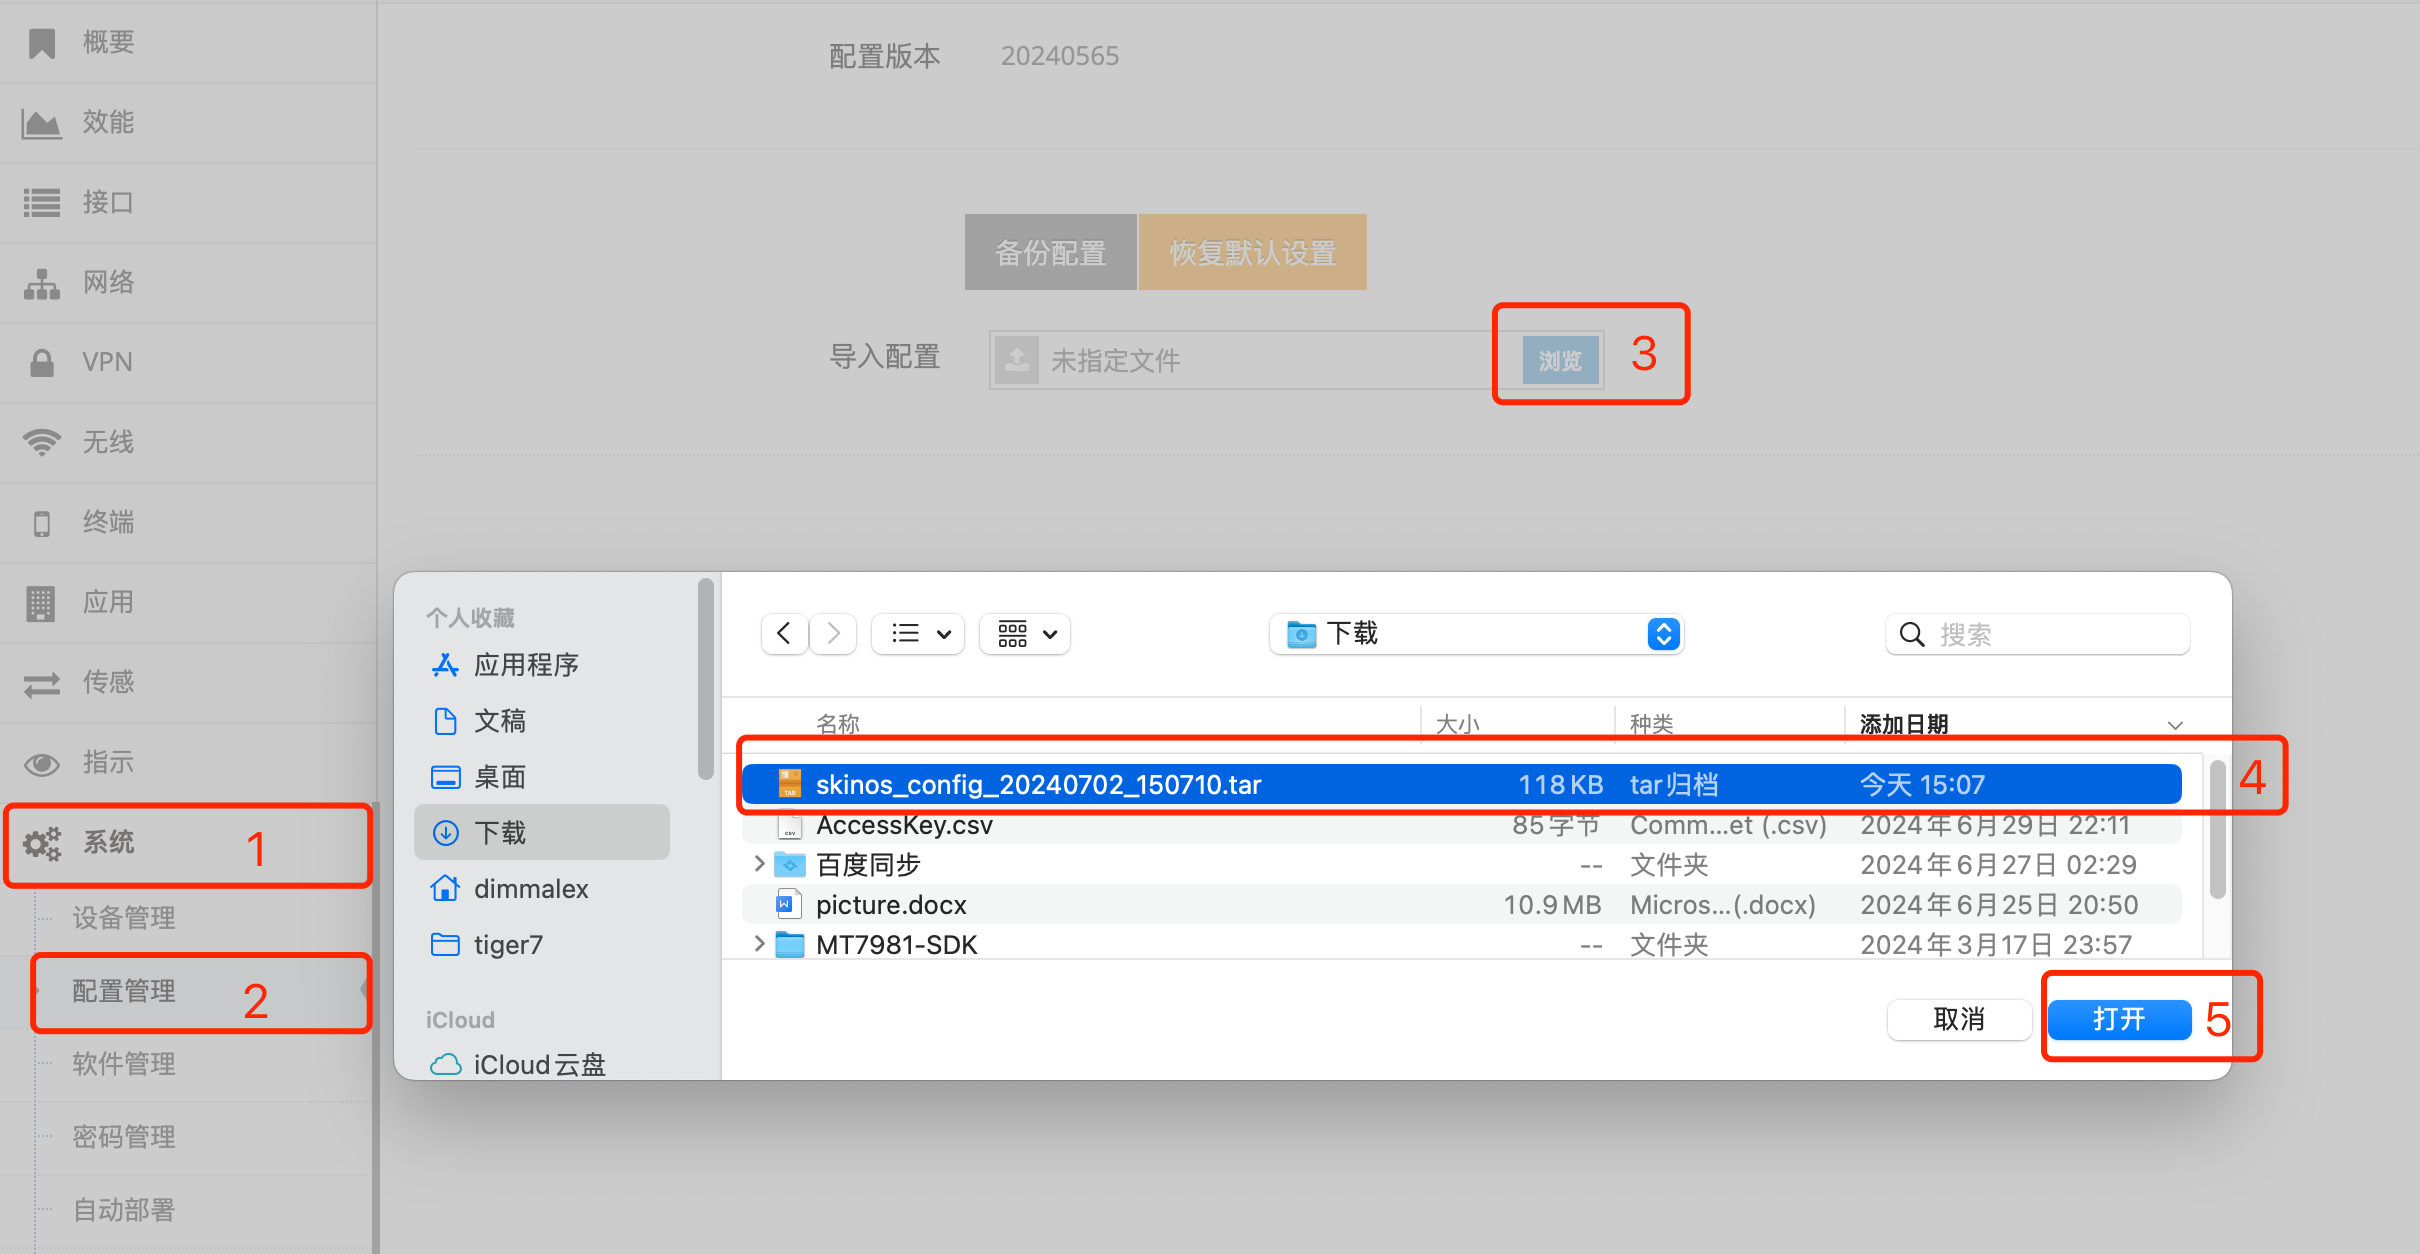 概要
效能
接口
网络
VPN
无线
终端
应用
传感
指示
系统
1
设备管理
配置管理
2
软件管理
密码管理
自动部署
配置版本 20240565
备份配置 恢复默认设置
导入配置 未指定文件 浏览 3
个人收藏
应用程序
文稿
桌面
下载
dimmalex
tiger7
iCloud
iCloud云盘
下载
搜索
名称 大小 种类 添加日期
skinos_config_20240702_150710.tar 118 KB tar归档 今天 15:07
4
AccessKey.csv 85字节 Comm...et (.csv) 2024年6月29日 22:11
百度同步 -- 文件夹 2024年6月27日 02:29
picture.docx 10.9 MB Micros...(.docx) 2024年6月25日 20:50
MT7981-SDK -- 文件夹 2024年3月17日 23:57
取消 打开 5